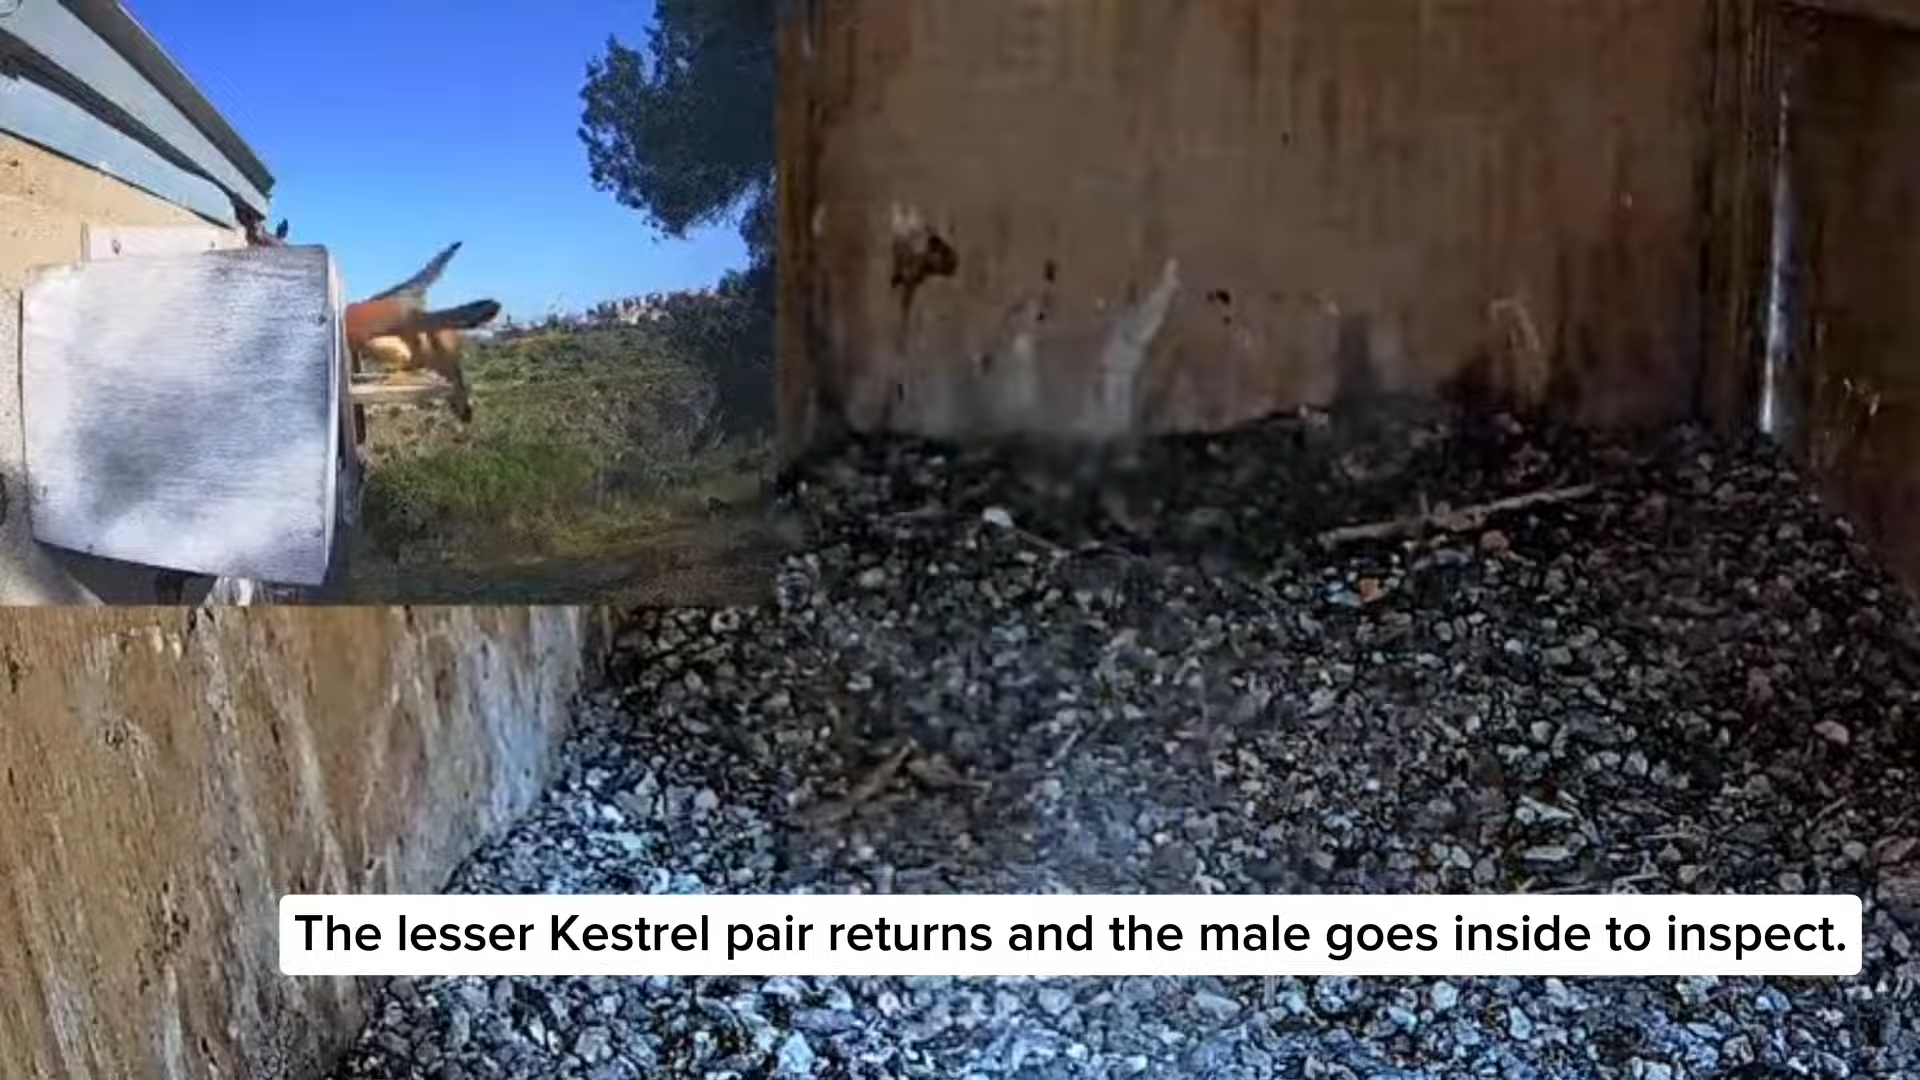 The lesser Kestrel pair returns and the male goes inside to inspect.